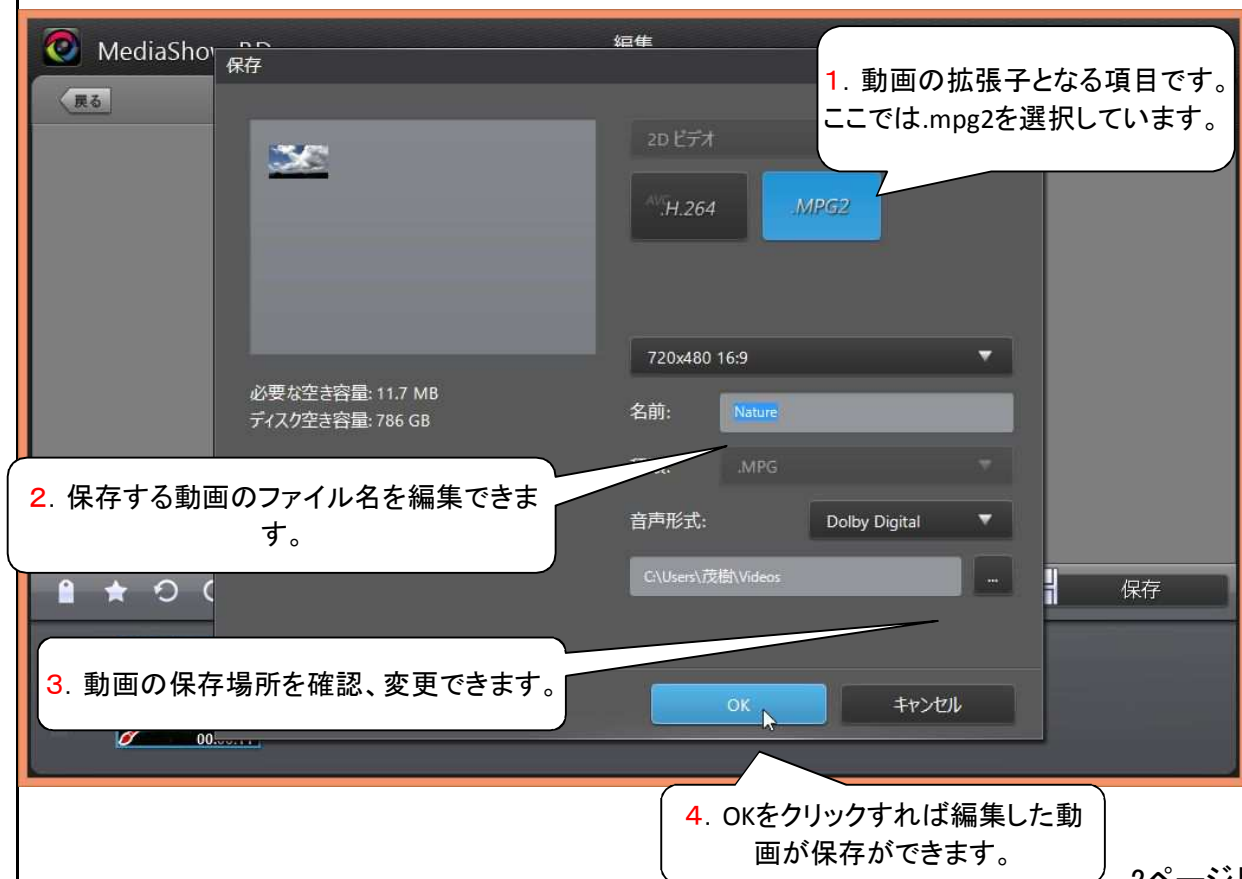 MediaShow
編集
保存
戻る
1. 動画の拡張子となる項目です。
ここでは.mpg2を選択しています。
2D ビデオ
AVC
.H.264
.MPG2
720x480 16:9
必要な空き容量: 11.7 MB
ディスク空き容量: 786 GB
名前:
Nature
.MPG
2. 保存する動画のファイル名を編集できま
す。
音声形式:
Dolby Digital
C:\Users\茂樹\Videos
...
保存
3. 動画の保存場所を確認、変更できます。
OK
キャンセル
4. OKをクリックすれば編集した動
画が保存ができます。
2ページ